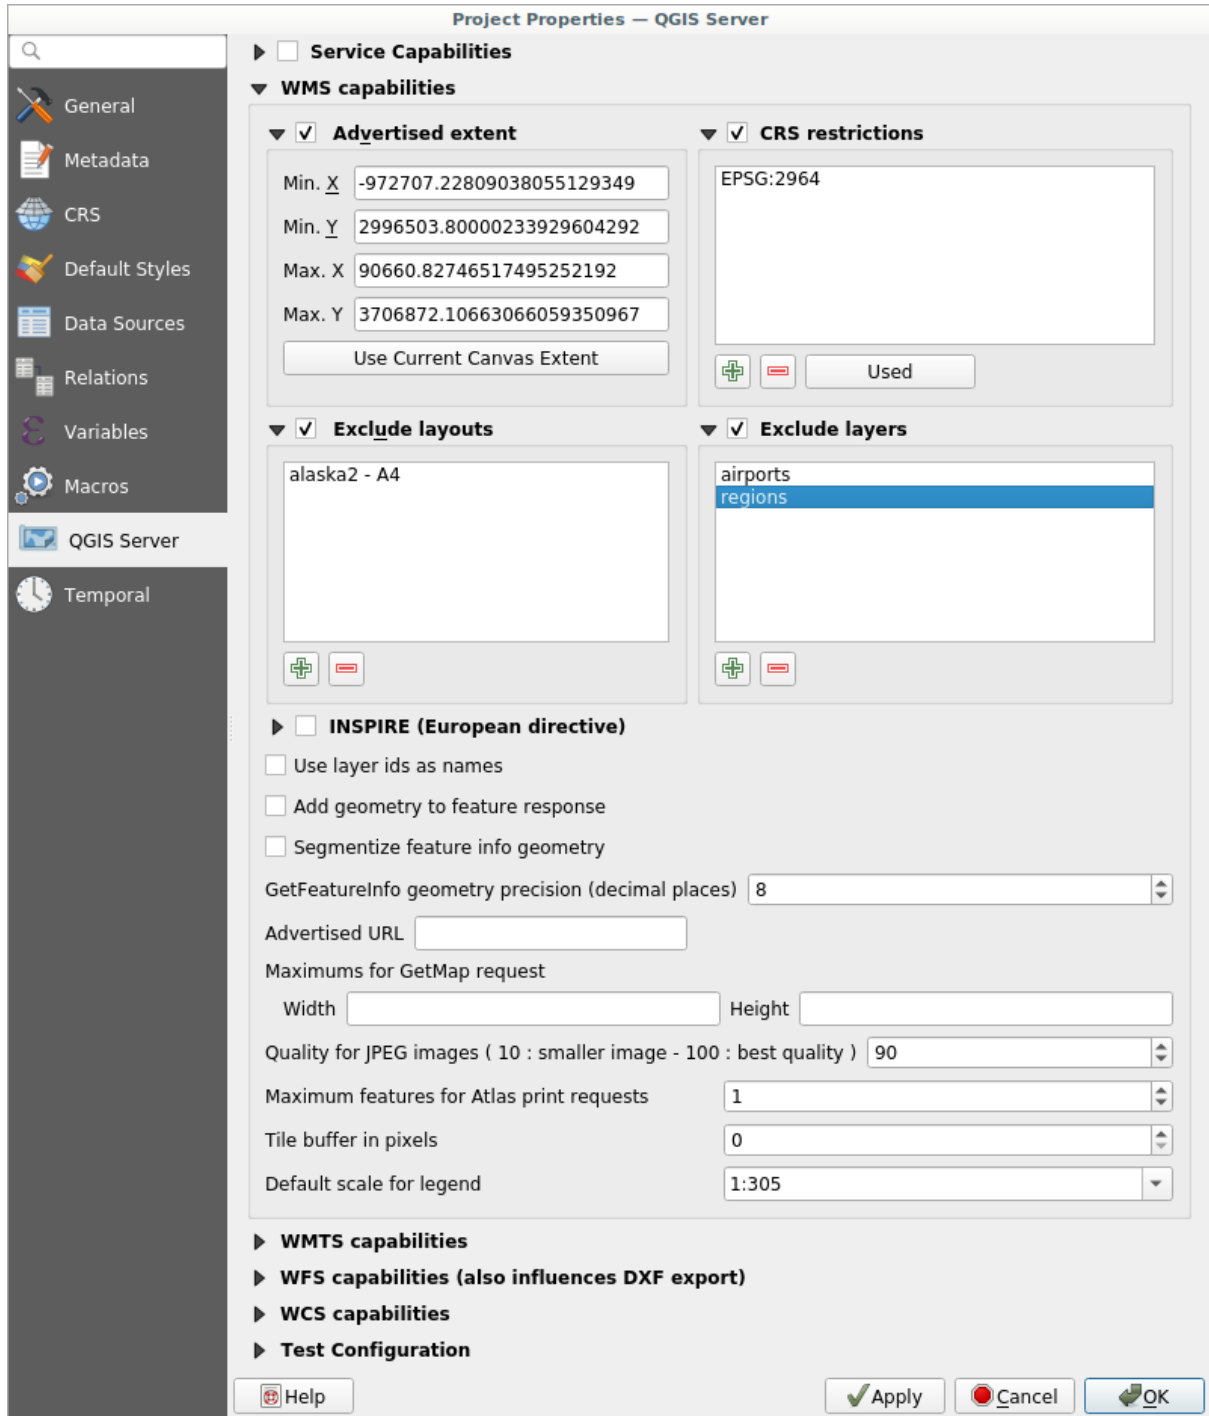 Project Properties — QGIS Server
General
Metadata
CRS
Default Styles
Data Sources
Relations
Variables
Macros
QGIS Server
Temporal
Service Capabilities
WMS capabilities
Advertised extent
Min. X -972707.22809038055129349
Min. Y 2996503.80000233929604292
Max. X 90660.82746517495252192
Max. Y 3706872.10663066059350967
Use Current Canvas Extent
CRS restrictions
EPSG:2964
Used
Exclude layouts
alaska2 - A4
Exclude layers
airports
regions
INSPIRE (European directive)
Use layer ids as names
Add geometry to feature response
Segmentize feature info geometry
GetFeatureInfo geometry precision (decimal places) 8
Advertised URL
Maximums for GetMap request
Width Height
Quality for JPEG images ( 10 : smaller image - 100 : best quality ) 90
Maximum features for Atlas print requests 1
Tile buffer in pixels 0
Default scale for legend 1:305
WMTS capabilities
WFS capabilities (also influences DXF export)
WCS capabilities
Test Configuration
Help Apply Cancel OK